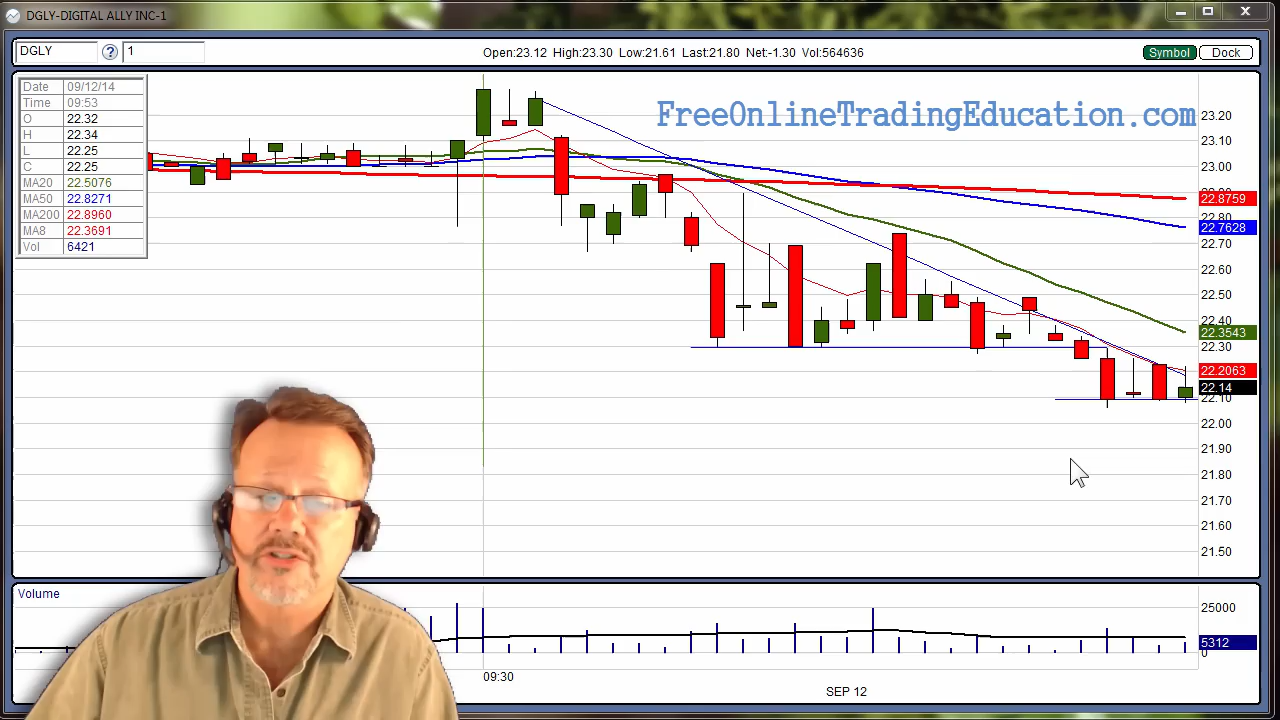 DGLY-DIGITAL ALLY INC-1
DGLY ? 1 Open:23.12 High:23.30 Low:21.61 Last:21.80 Net:-1.30 Vol:564636 Symbol Dock
Date 09/12/14
Time 09:53
O 22.32
H 22.34
L 22.25
C 22.25
MA20 22.5076
MA50 22.8271
MA200 22.8960
MA8 22.3691
Vol 6421
FreeOnlineTradingEducation.com
23.20
23.10
23.00
22.8759
22.80
22.7628
22.70
22.60
22.50
22.40
22.3543
22.30
22.2063
22.14
22.10
22.00
21.90
21.80
21.70
21.60
21.50
Volume
25000
5312
0
09:30
SEP 12